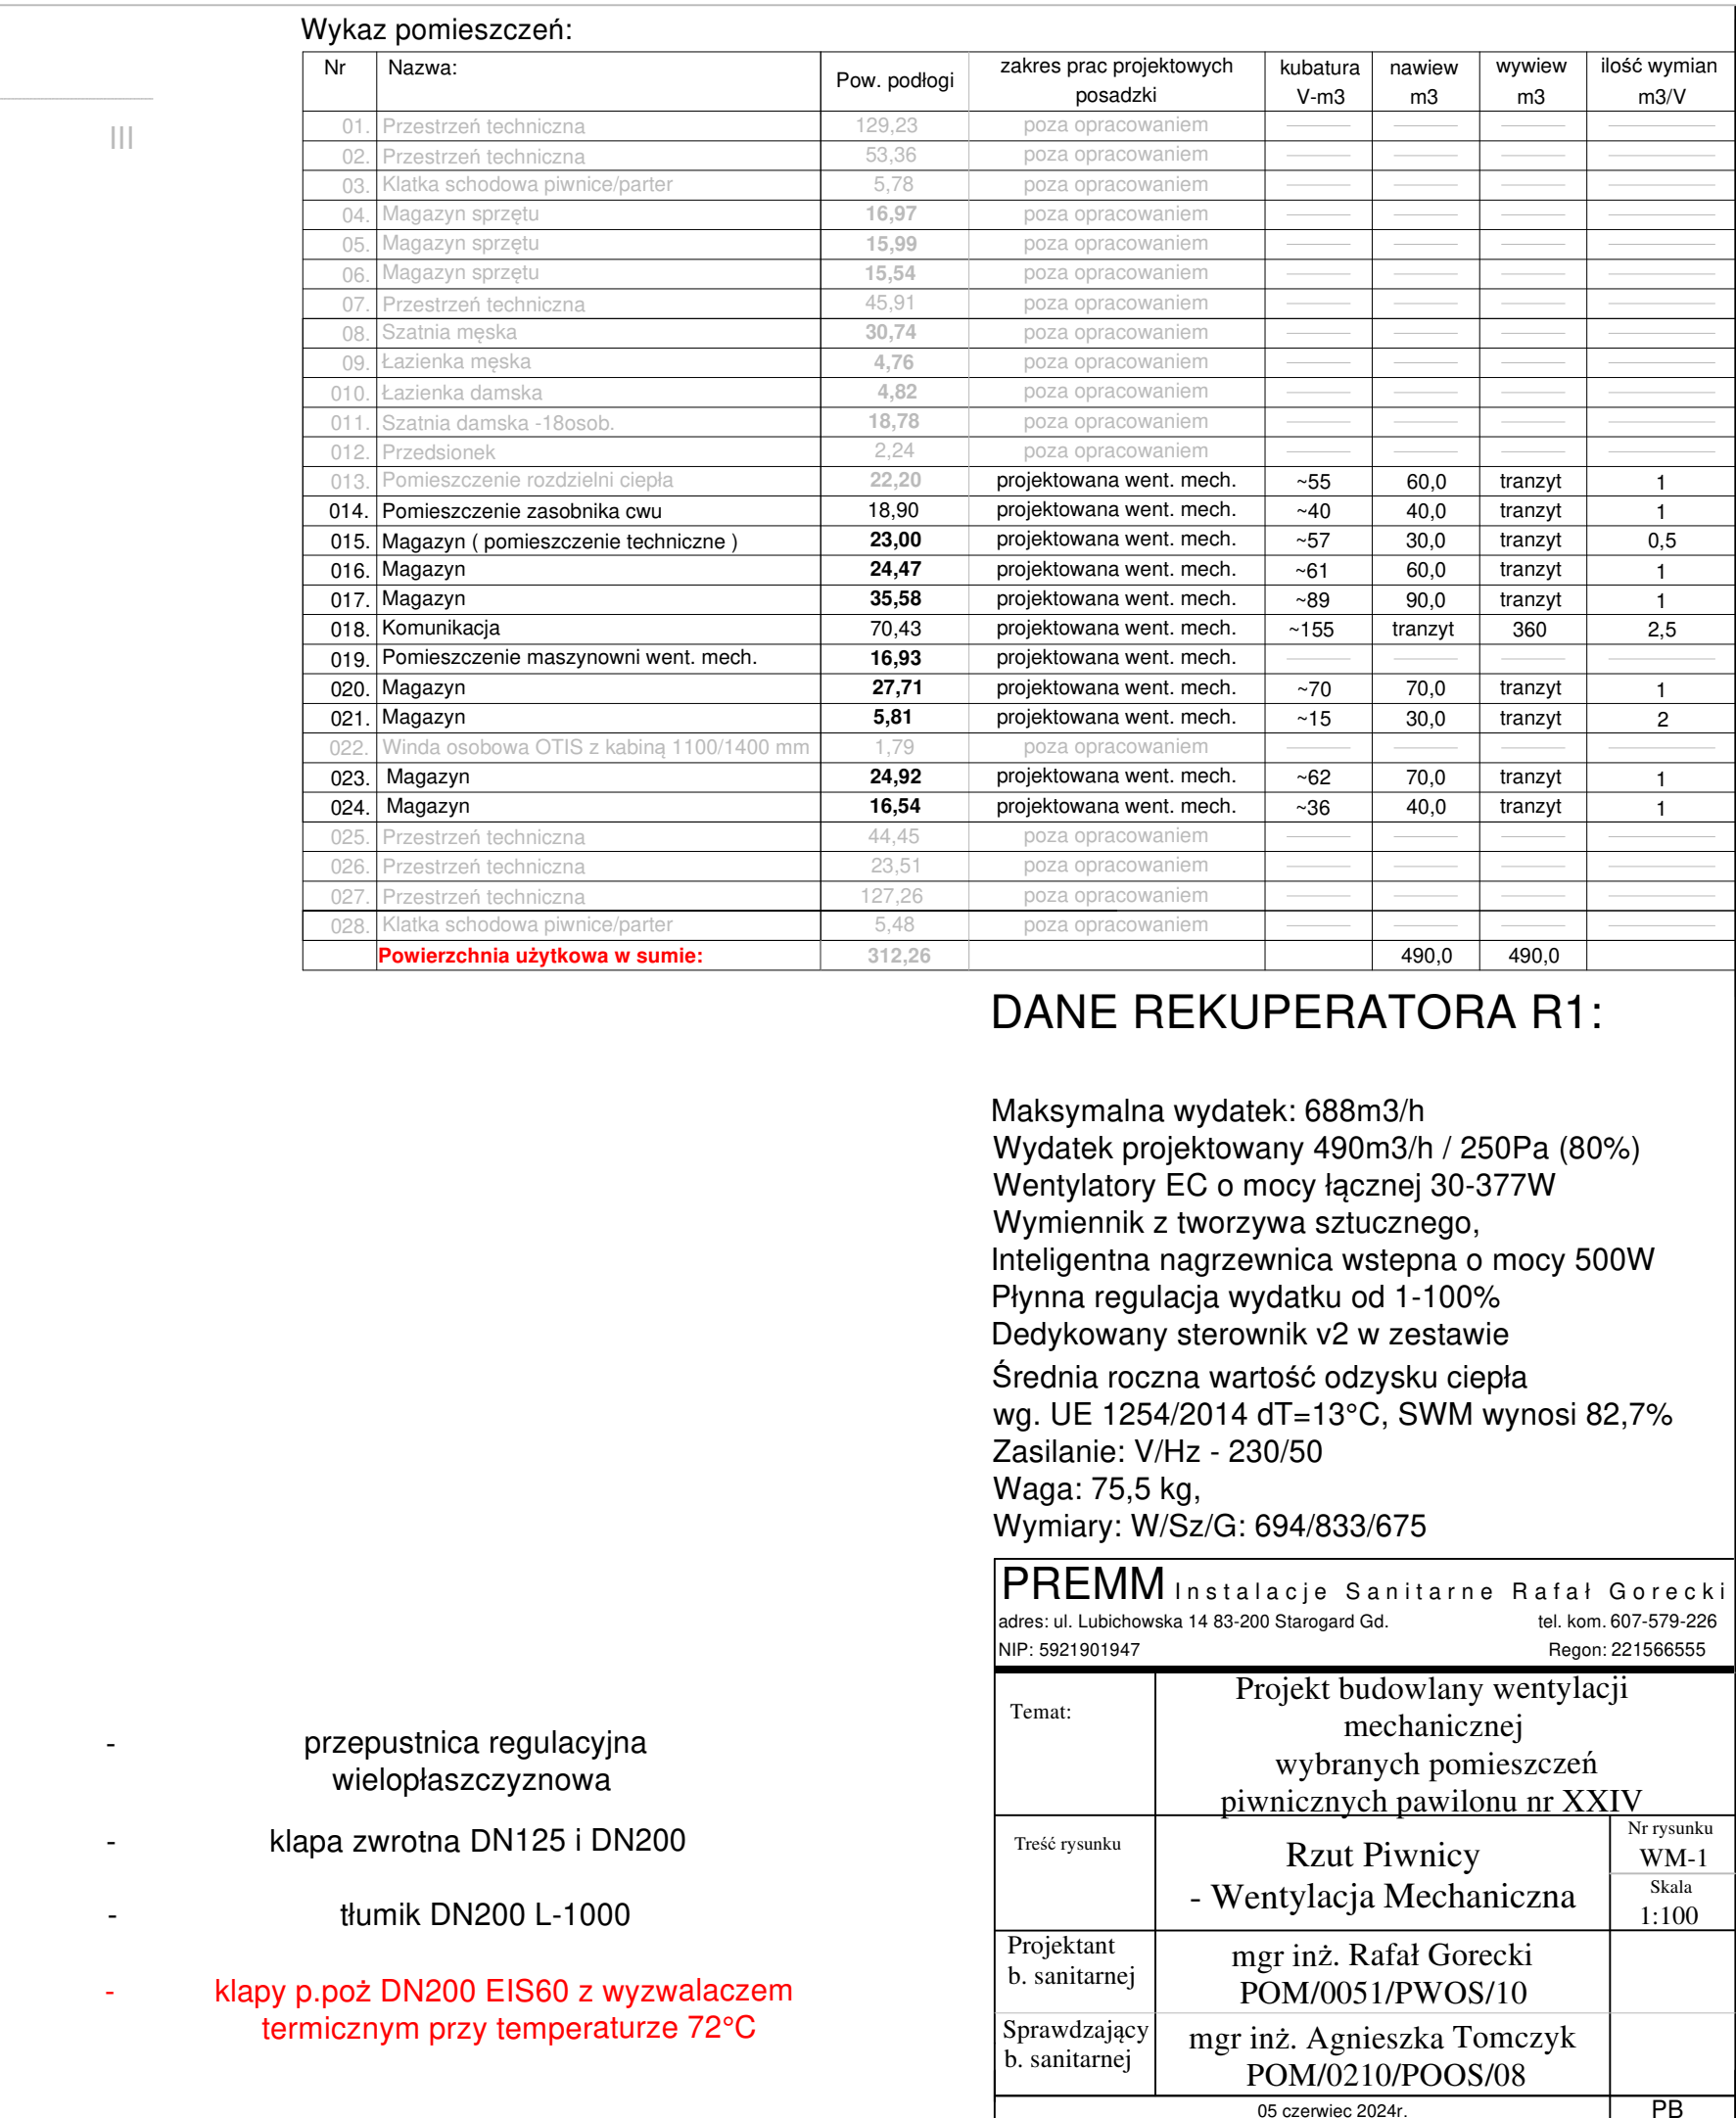 Wykaz pomieszczeń:
Nr Nazwa: Pow. podłogi zakres prac projektowych posadzki kubatura V-m3 nawiew m3 wywiew m3 ilość wymian m3/V
III
01. Przestrzeń techniczna 129,23 poza opracowaniem
02. Przestrzeń techniczna 53,36 poza opracowaniem
03. Klatka schodowa piwnice/parter 5,78 poza opracowaniem
04. Magazyn sprzętu 16,97 poza opracowaniem
05. Magazyn sprzętu 15,99 poza opracowaniem
06. Magazyn sprzętu 15,54 poza opracowaniem
07. Przestrzeń techniczna 45,91 poza opracowaniem
08. Szatnia męska 30,74 poza opracowaniem
09. Łazienka męska 4,76 poza opracowaniem
010. Łazienka damska 4,82 poza opracowaniem
011. Szatnia damska -18osob. 18,78 poza opracowaniem
012. Przedsionek 2,24 poza opracowaniem
013. Pomieszczenie rozdzielni ciepła 22,20 projektowana went. mech. ~55 60,0 tranzyt 1
014. Pomieszczenie zasobnika cwu 18,90 projektowana went. mech. ~40 40,0 tranzyt 1
015. Magazyn ( pomieszczenie techniczne ) 23,00 projektowana went. mech. ~57 30,0 tranzyt 0,5
016. Magazyn 24,47 projektowana went. mech. ~61 60,0 tranzyt 1
017. Magazyn 35,58 projektowana went. mech. ~89 90,0 tranzyt 1
018. Komunikacja 70,43 projektowana went. mech. ~155 tranzyt 360 2,5
019. Pomieszczenie maszynowni went. mech. 16,93 projektowana went. mech.
020. Magazyn 27,71 projektowana went. mech. ~70 70,0 tranzyt 1
021. Magazyn 5,81 projektowana went. mech. ~15 30,0 tranzyt 2
022. Winda osobowa OTIS z kabiną 1100/1400 mm 1,79 poza opracowaniem
023. Magazyn 24,92 projektowana went. mech. ~62 70,0 tranzyt 1
024. Magazyn 16,54 projektowana went. mech. ~36 40,0 tranzyt 1
025. Przestrzeń techniczna 44,45 poza opracowaniem
026. Przestrzeń techniczna 23,51 poza opracowaniem
027. Przestrzeń techniczna 127,26 poza opracowaniem
028. Klatka schodowa piwnice/parter 5,48 poza opracowaniem
Powierzchnia użytkowa w sumie: 312,26 490,0 490,0
DANE REKUPERATORA R1:
Maksymalna wydatek: 688m3/h
Wydatek projektowany 490m3/h / 250Pa (80%)
Wentylatory EC o mocy łącznej 30-377W
Wymiennik z tworzywa sztucznego,
Inteligentna nagrzewnica wstepna o mocy 500W
Płynna regulacja wydatku od 1-100%
Dedykowany sterownik v2 w zestawie
Średnia roczna wartość odzysku ciepła
wg. UE 1254/2014 dT=13°C, SWM wynosi 82,7%
Zasilanie: V/Hz - 230/50
Waga: 75,5 kg,
Wymiary: W/Sz/G: 694/833/675
- przepustnica regulacyjna
wielopłaszczyznowa
- klapa zwrotna DN125 i DN200
- tłumik DN200 L-1000
- klapy p.poż DN200 EIS60 z wyzwalaczem
termicznym przy temperaturze 72°C
PREMM Instalacje Sanitarne Rafał Gorecki
adres: ul. Lubichowska 14 83-200 Starogard Gd. tel. kom. 607-579-226
NIP: 5921901947 Regon: 221566555
Temat: Projekt budowlany wentylacji
mechanicznej
wybranych pomieszczeń
piwnicznych pawilonu nr XXIV
Treść rysunku Rzut Piwnicy
- Wentylacja Mechaniczna
Nr rysunku
WM-1
Skala
1:100
Projektant
b. sanitarnej
mgr inż. Rafał Gorecki
POM/0051/PWOS/10
Sprawdzający
b. sanitarnej
mgr inż. Agnieszka Tomczyk
POM/0210/POOS/08
05 czerwiec 2024r. PB